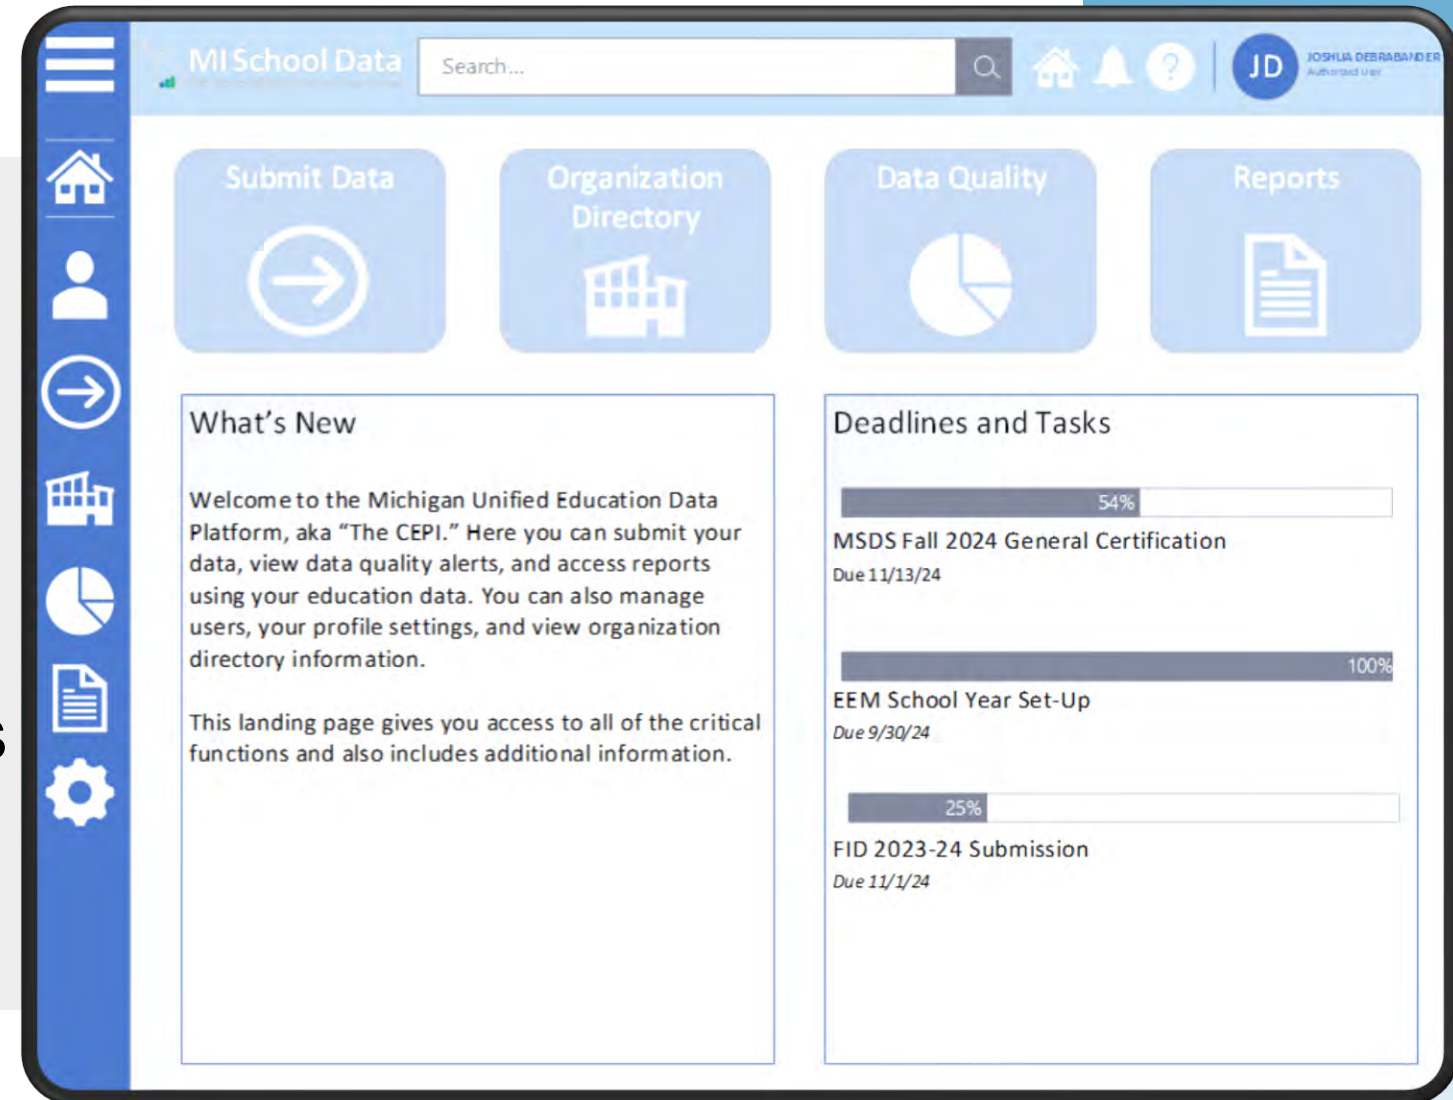 MI School Data
Search...
?
JD
JOSHUA DEBRABANDER
Authorized User
Submit Data
Organization
Directory
Data Quality
Reports
What's New
Welcome to the Michigan Unified Education Data
Platform, aka “The CEPI.” Here you can submit your
data, view data quality alerts, and access reports
using your education data. You can also manage
users, your profile settings, and view organization
directory information.
This landing page gives you access to all of the critical
functions and also includes additional information.
Deadlines and Tasks
54%
MSDS Fall 2024 General Certification
Due 11/13/24
100%
EEM School Year Set-Up
Due 9/30/24
25%
FID 2023-24 Submission
Due 11/1/24
s